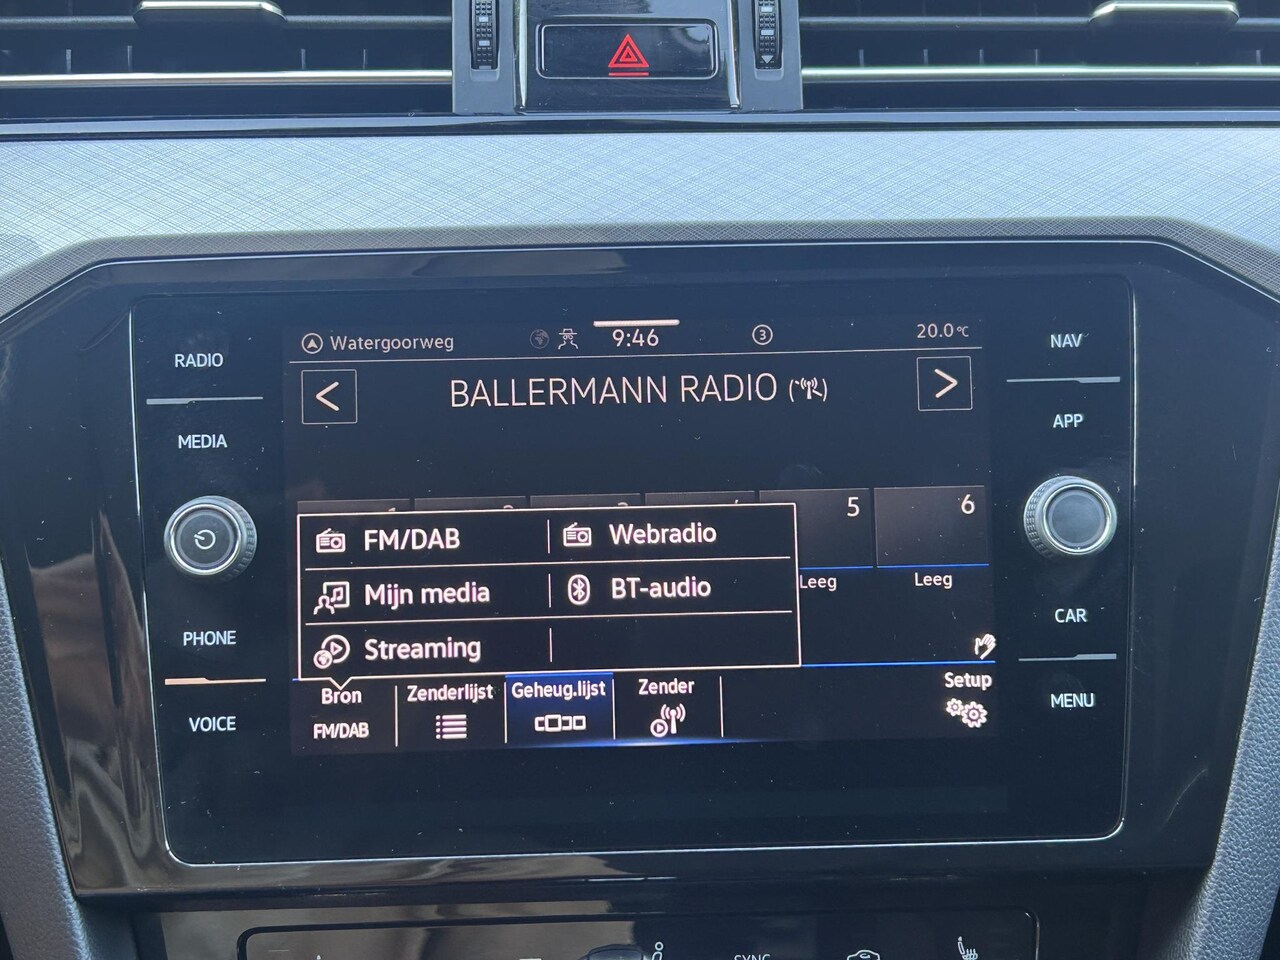 Watergoorweg 9:46 3 20.0°C
RADIO
NAV
< BALLERMANN RADIO >
MEDIA
APP
5 6
FM/DAB Webradio
Mijn media BT-audio
Leeg Leeg
Streaming
PHONE
CAR
Bron Zenderlijst Geheug.lijst Zender Setup
FM/DAB
VOICE
MENU
SYNC